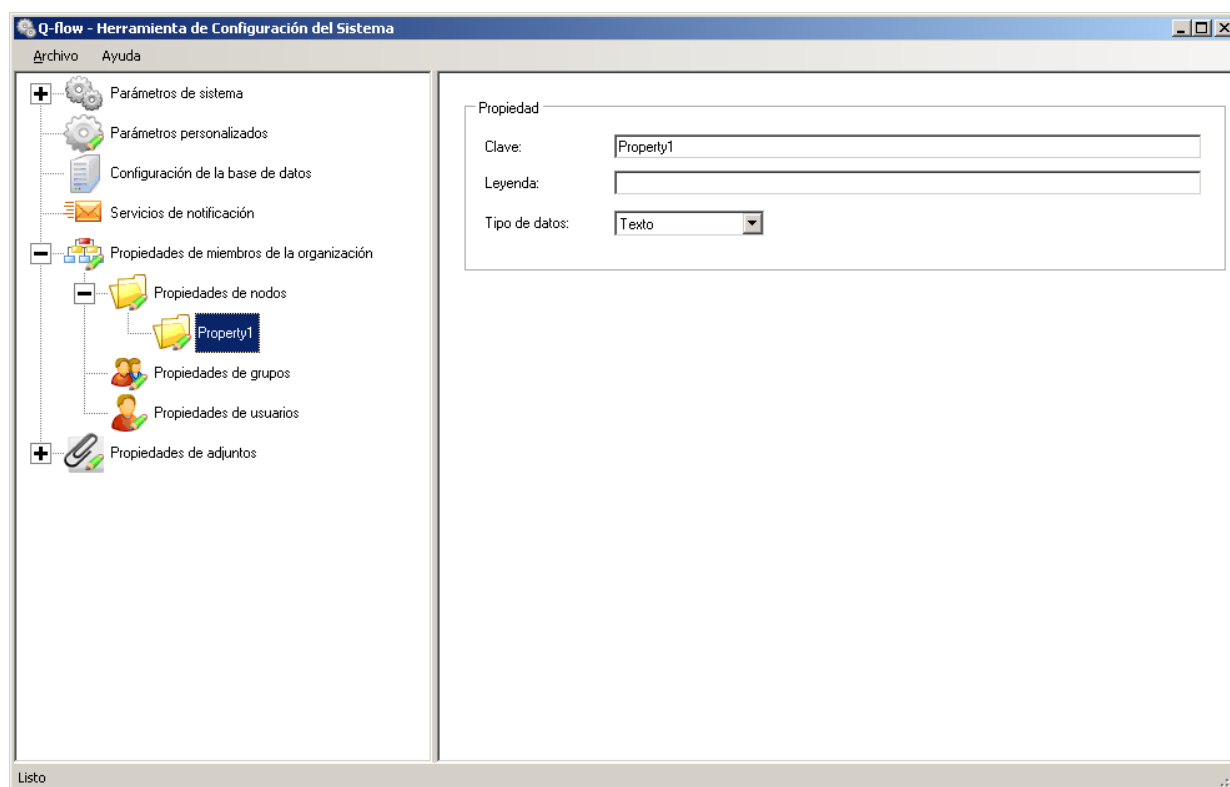 Q-flow - Herramienta de Configuración del Sistema
Archivo Ayuda
Parámetros de sistema
Parámetros personalizados
Configuración de la base de datos
Servicios de notificación
Propiedades de miembros de la organización
Propiedades de nodos
Property1
Propiedades de grupos
Propiedades de usuarios
Propiedades de adjuntos
Propiedad
Clave: Property1
Leyenda:
Tipo de datos: Texto
Listo